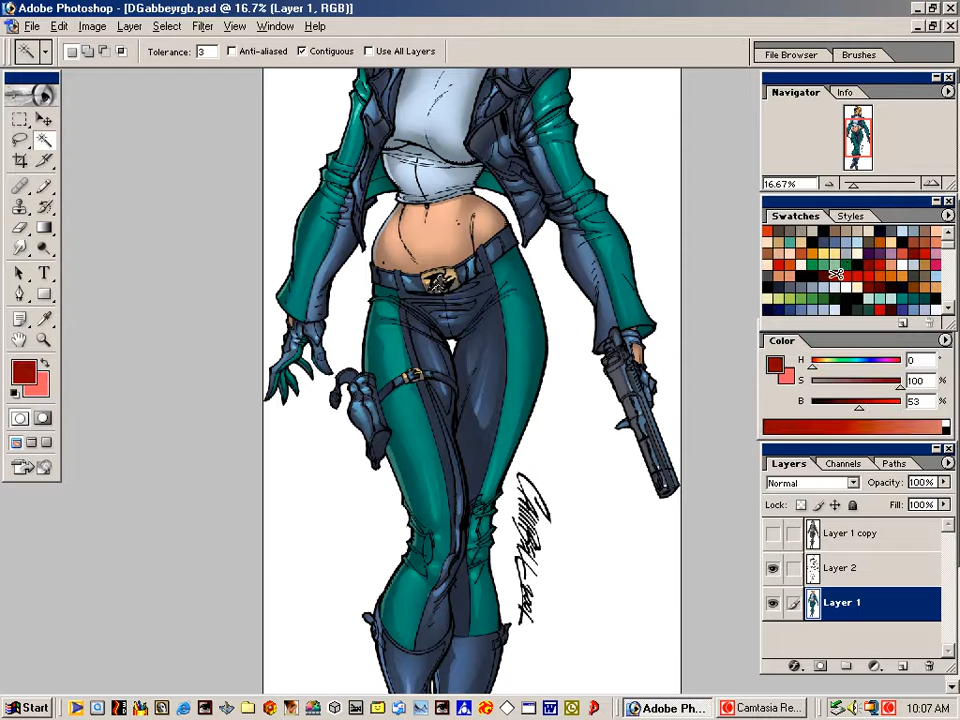 Adobe Photoshop - [DGabbeyrgb.psd @ 16.7% (Layer 1, RGB)]
File Edit Image Layer Select Filter View Window Help
Tolerance: 3 Anti-aliased Contiguous Use All Layers File Browser Brushes
Navigator Info
16.67%
Swatches Styles
Color
H 0 °
S 100 %
B 53 %
Layers Channels Paths
Normal Opacity: 100%
Lock: Fill: 100%
Layer 1 copy
Layer 2
Layer 1
T
Start Adobe Phot... Camtasia Re... 10:07 AM